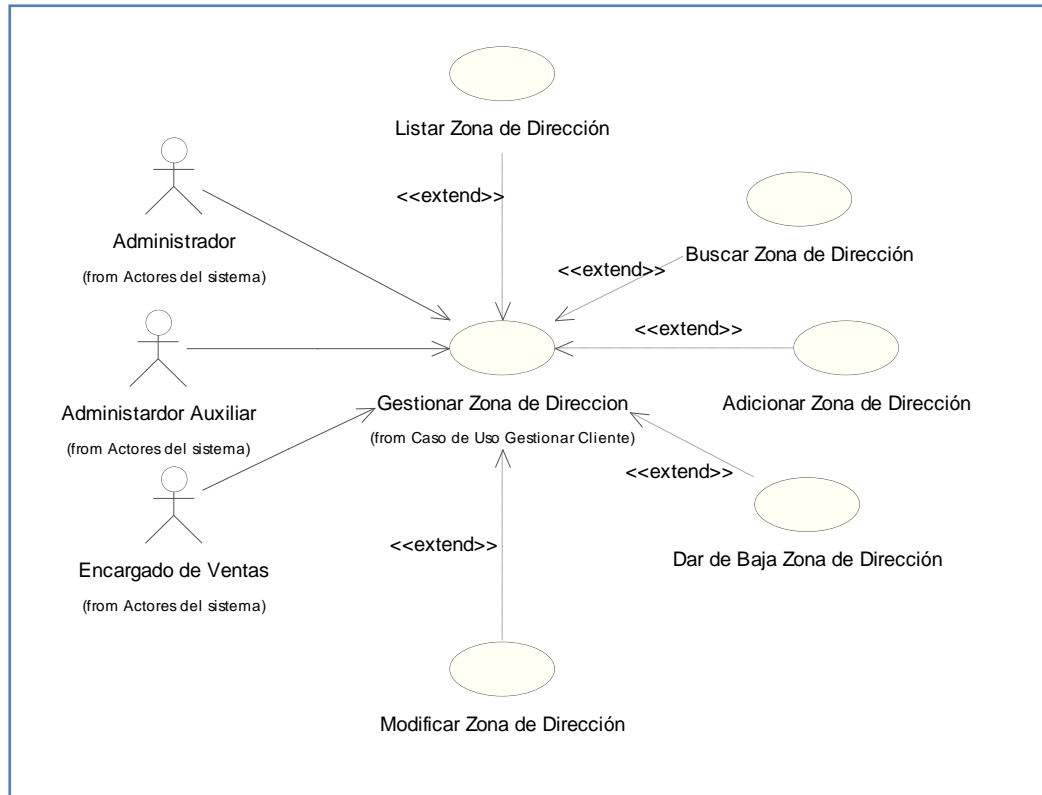 Listar Zona de Dirección
<<extend>>
Administrador
(from Actores del sistema)
Buscar Zona de Dirección
<<extend>>
<<extend>>
Administardor Auxiliar
(from Actores del sistema)
Gestionar Zona de Direccion
(from Caso de Uso Gestionar Cliente)
Adicionar Zona de Dirección
<<extend>>
<<extend>>
Dar de Baja Zona de Dirección
Encargado de Ventas
(from Actores del sistema)
Modificar Zona de Dirección